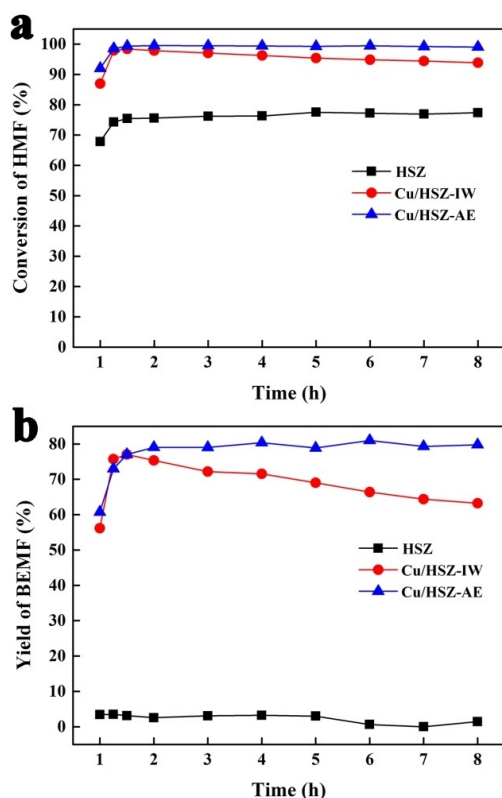 a
100
90
80
70
60
50
40
30
20
10
0
Conversion of HMF (%)
HSZ
Cu/HSZ-IW
Cu/HSZ-AE
1 2 3 4 5 6 7 8
Time (h)
b
80
70
60
50
40
30
20
10
0
Yield of BEMF (%)
HSZ
Cu/HSZ-IW
Cu/HSZ-AE
1 2 3 4 5 6 7 8
Time (h)